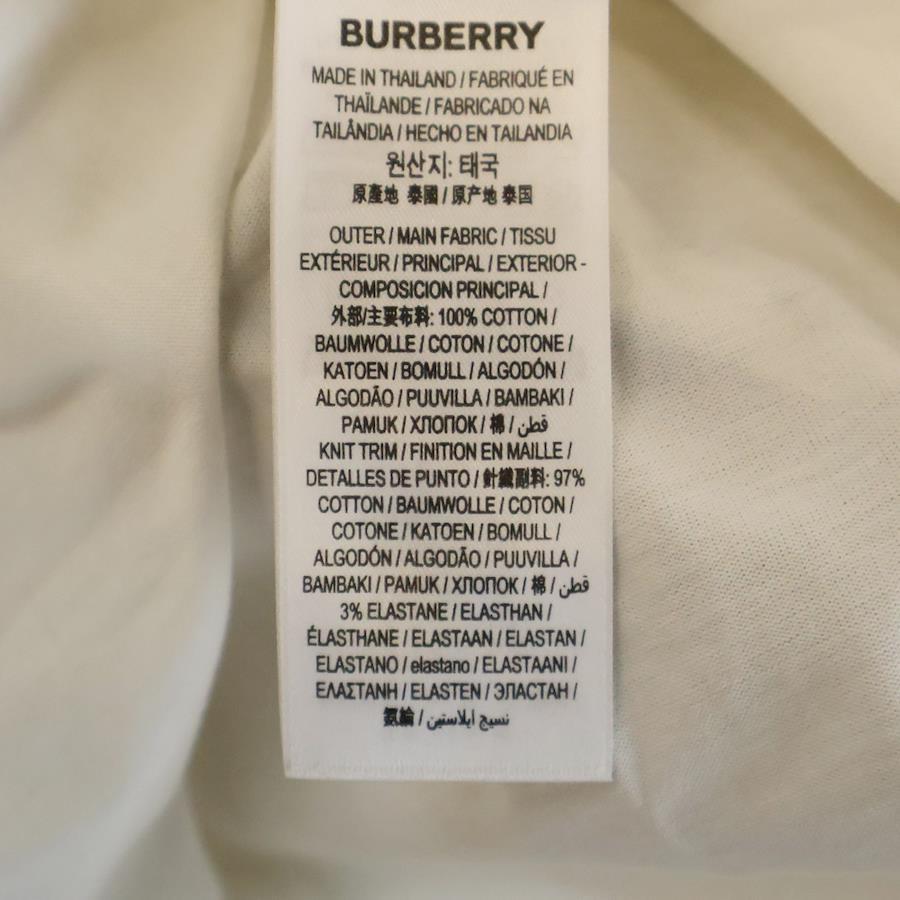 BURBERRY
MADE IN THAILAND / FABRIQUÉ EN
THAÏLANDE / FABRICADO NA
TAILÂNDIA / HECHO EN TAILANDIA
원산지: 태국
原產地 泰國 / 原产地 泰国
OUTER / MAIN FABRIC / TISSU
EXTÉRIEUR / PRINCIPAL / EXTERIOR -
COMPOSICION PRINCIPAL /
外部/主要布料: 100% COTTON /
BAUMWOLLE / COTON / COTONE /
KATOEN / BOMULL / ALGODÓN /
ALGODÃO / PUUVILLA / BAMBAKI /
PAMUK / ХЛОПОК / 棉 / قطن
KNIT TRIM / FINITION EN MAILLE /
DETALLES DE PUNTO / 針織副料: 97%
COTTON / BAUMWOLLE / COTON /
COTONE / KATOEN / BOMULL /
ALGODÓN / ALGODÃO / PUUVILLA /
BAMBAKI / PAMUK / ХЛОПОК / 棉 / قطن
3% ELASTANE / ELASTHAN /
ÉLASTHANE / ELASTAAN / ELASTAN /
ELASTANO / elastano / ELASTAANI /
ΕΛΑΣΤΑΝΗ / ELASTEN / ЭЛАСТАН /
氨綸 / نسيج ايلاستين